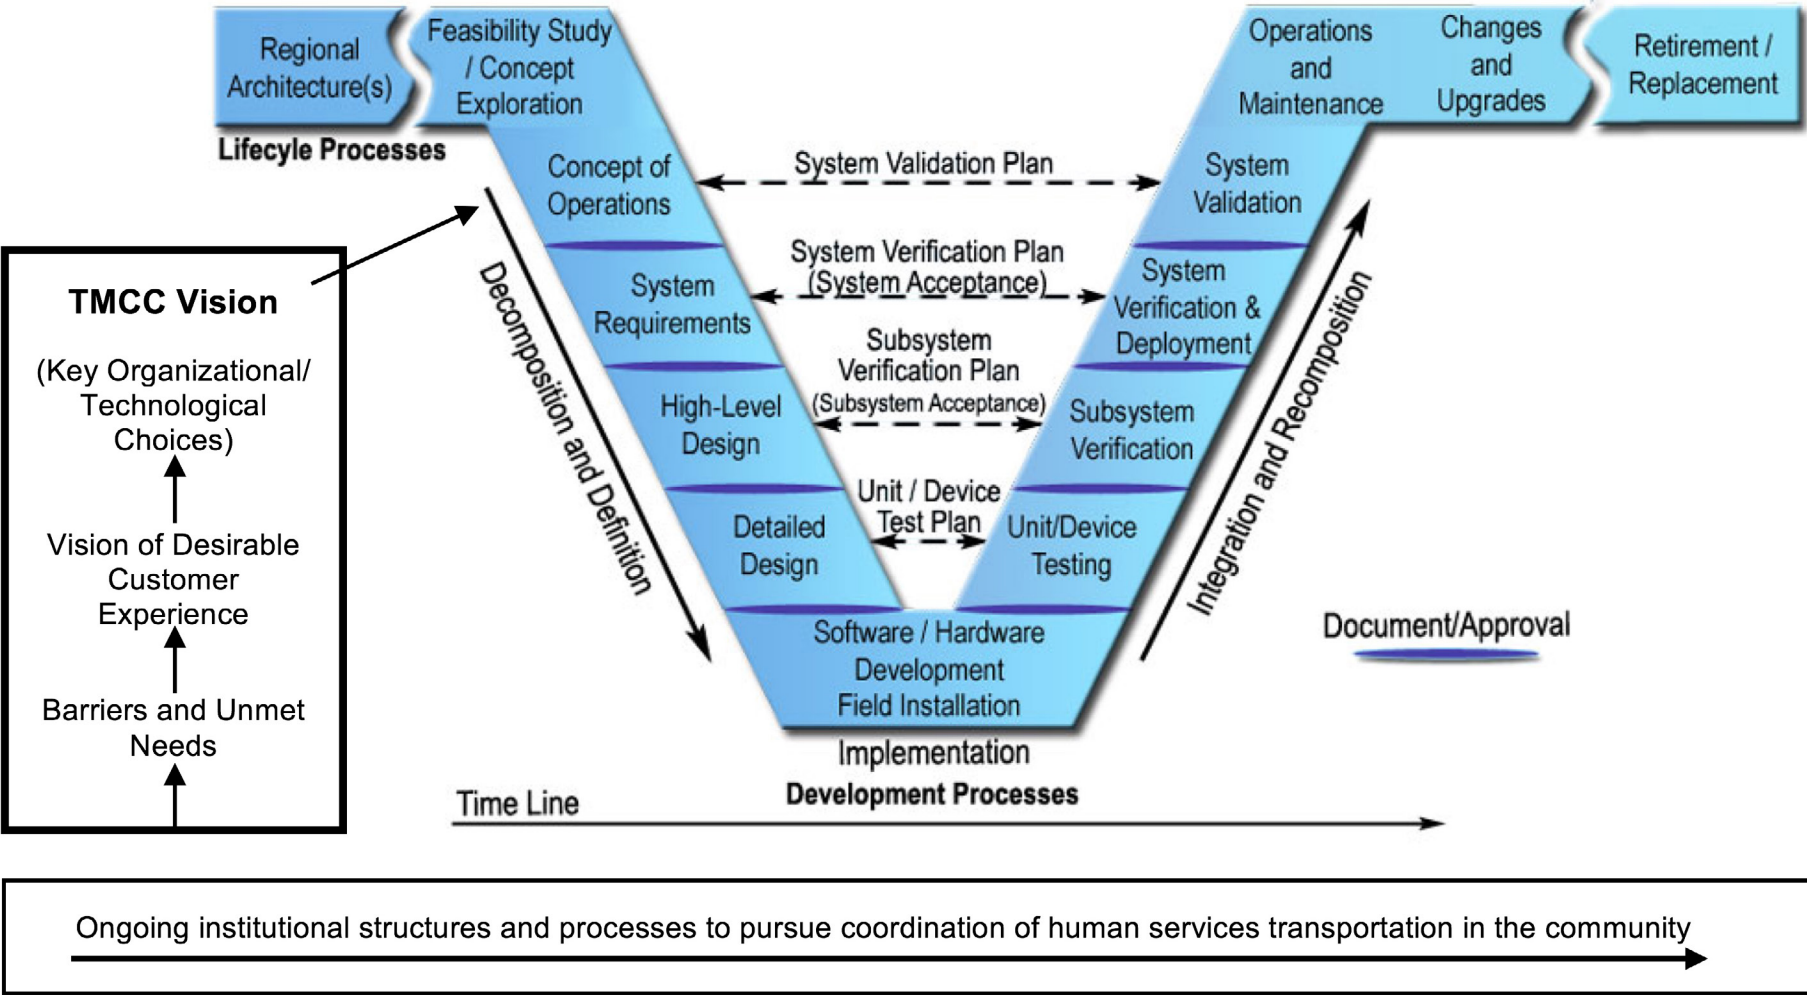 Regional
Architecture(s)
Feasibility Study
/ Concept
Exploration
Operations
and
Maintenance
Changes
and
Upgrades
Retirement /
Replacement
Lifecyle Processes
Concept of
Operations
System Validation Plan
System
Validation
TMCC Vision
(Key Organizational/
Technological
Choices)
Vision of Desirable
Customer
Experience
Barriers and Unmet
Needs
Decomposition and Definition
System
Requirements
System Verification Plan
(System Acceptance)
System
Verification &
Deployment
High-Level
Design
Subsystem
Verification Plan
(Subsystem Acceptance)
Subsystem
Verification
Detailed
Design
Unit / Device
Test Plan
Unit/Device
Testing
Integration and Recomposition
Software / Hardware
Development
Field Installation
Document/Approval
Implementation
Development Processes
Time Line
Ongoing institutional structures and processes to pursue coordination of human services transportation in the community